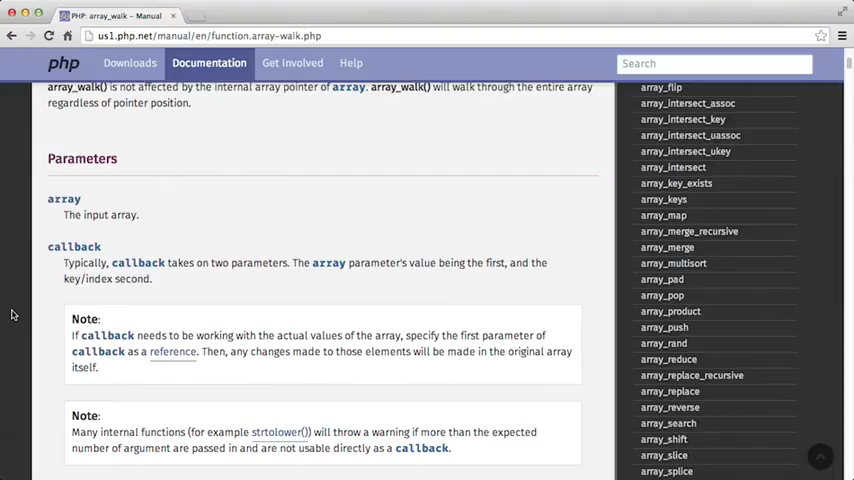 PHP: array_walk - Manual
us1.php.net/manual/en/function.array-walk.php
php Downloads Documentation Get Involved Help Search
array_walk() is not affected by the internal array pointer of array. array_walk() will walk through the entire array
regardless of pointer position.
Parameters
array
The input array.
callback
Typically, callback takes on two parameters. The array parameter's value being the first, and the
key/index second.
Note:
If callback needs to be working with the actual values of the array, specify the first parameter of
callback as a reference. Then, any changes made to those elements will be made in the original array
itself.
Note:
Many internal functions (for example strtolower()) will throw a warning if more than the expected
number of argument are passed in and are not usable directly as a callback.
array_flip
array_intersect_assoc
array_intersect_key
array_intersect_uassoc
array_intersect_ukey
array_intersect
array_key_exists
array_keys
array_map
array_merge_recursive
array_merge
array_multisort
array_pad
array_pop
array_product
array_push
array_rand
array_reduce
array_replace_recursive
array_replace
array_reverse
array_search
array_shift
array_slice
array_splice